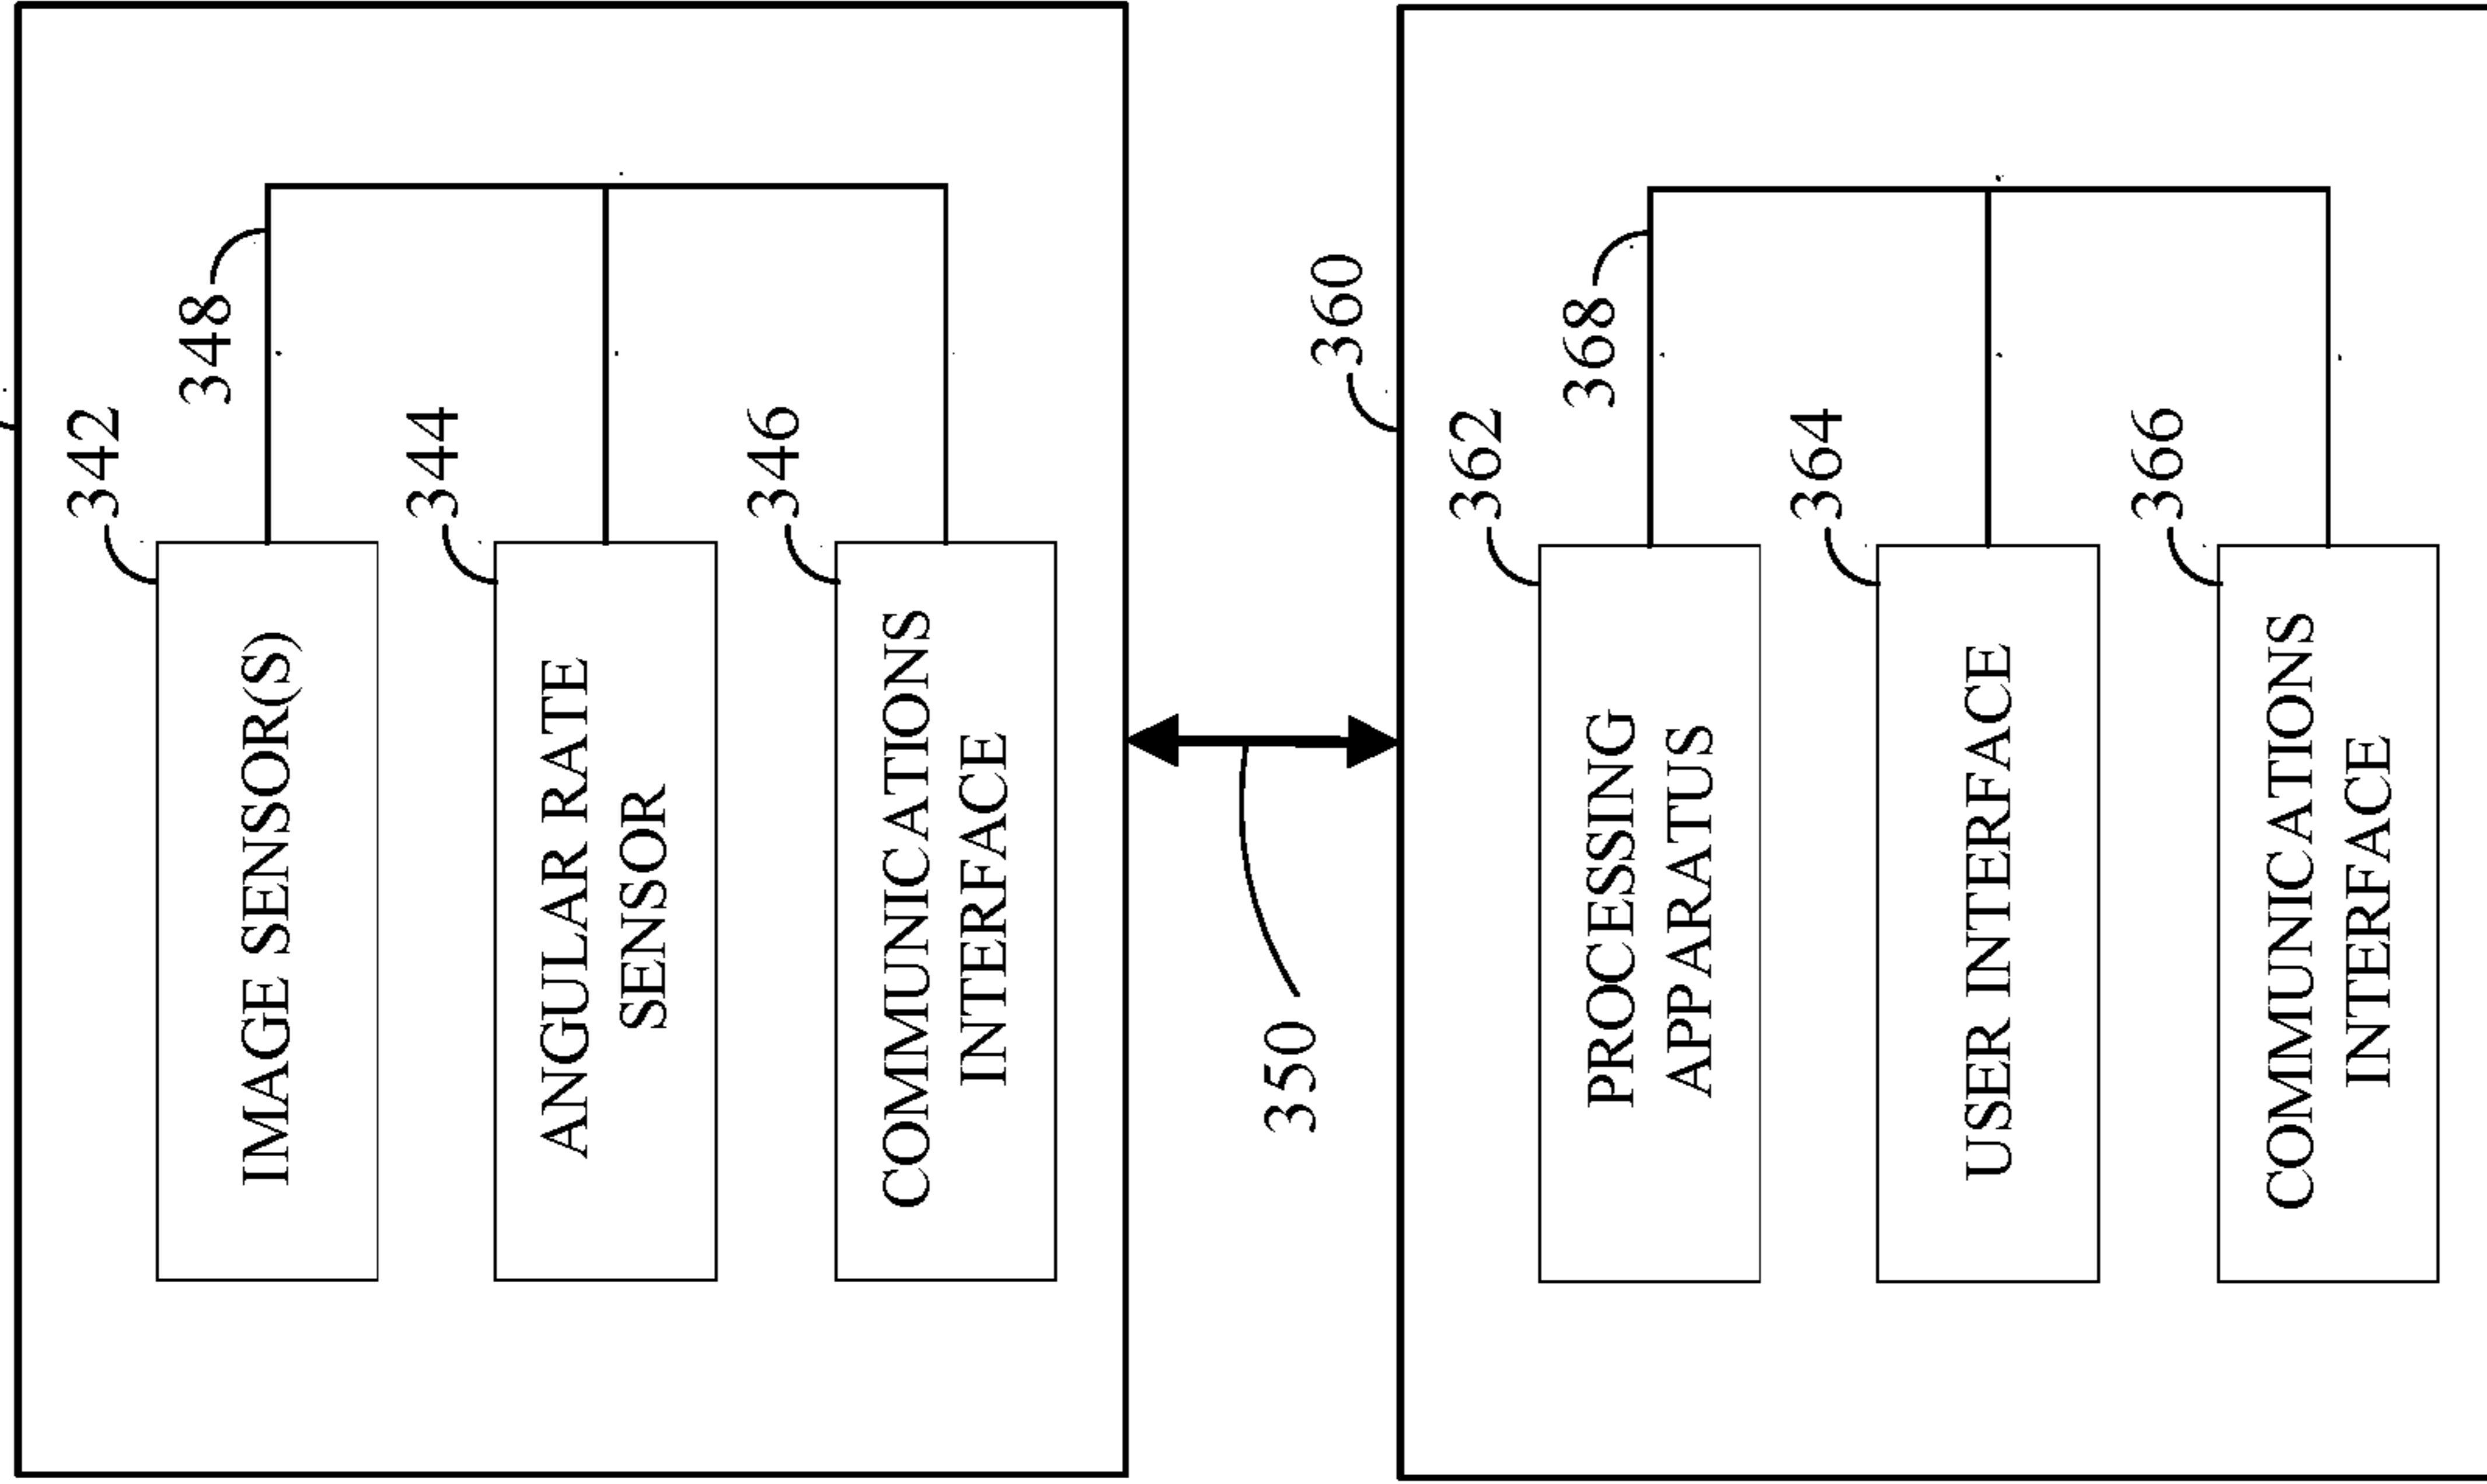 342
348
IMAGE SENSOR(S)
344
ANGULAR RATE
SENSOR
346
COMMUNICATIONS
INTERFACE
350
360
362
368
PROCESSING
APPARATUS
364
USER INTERFACE
366
COMMUNICATIONS
INTERFACE